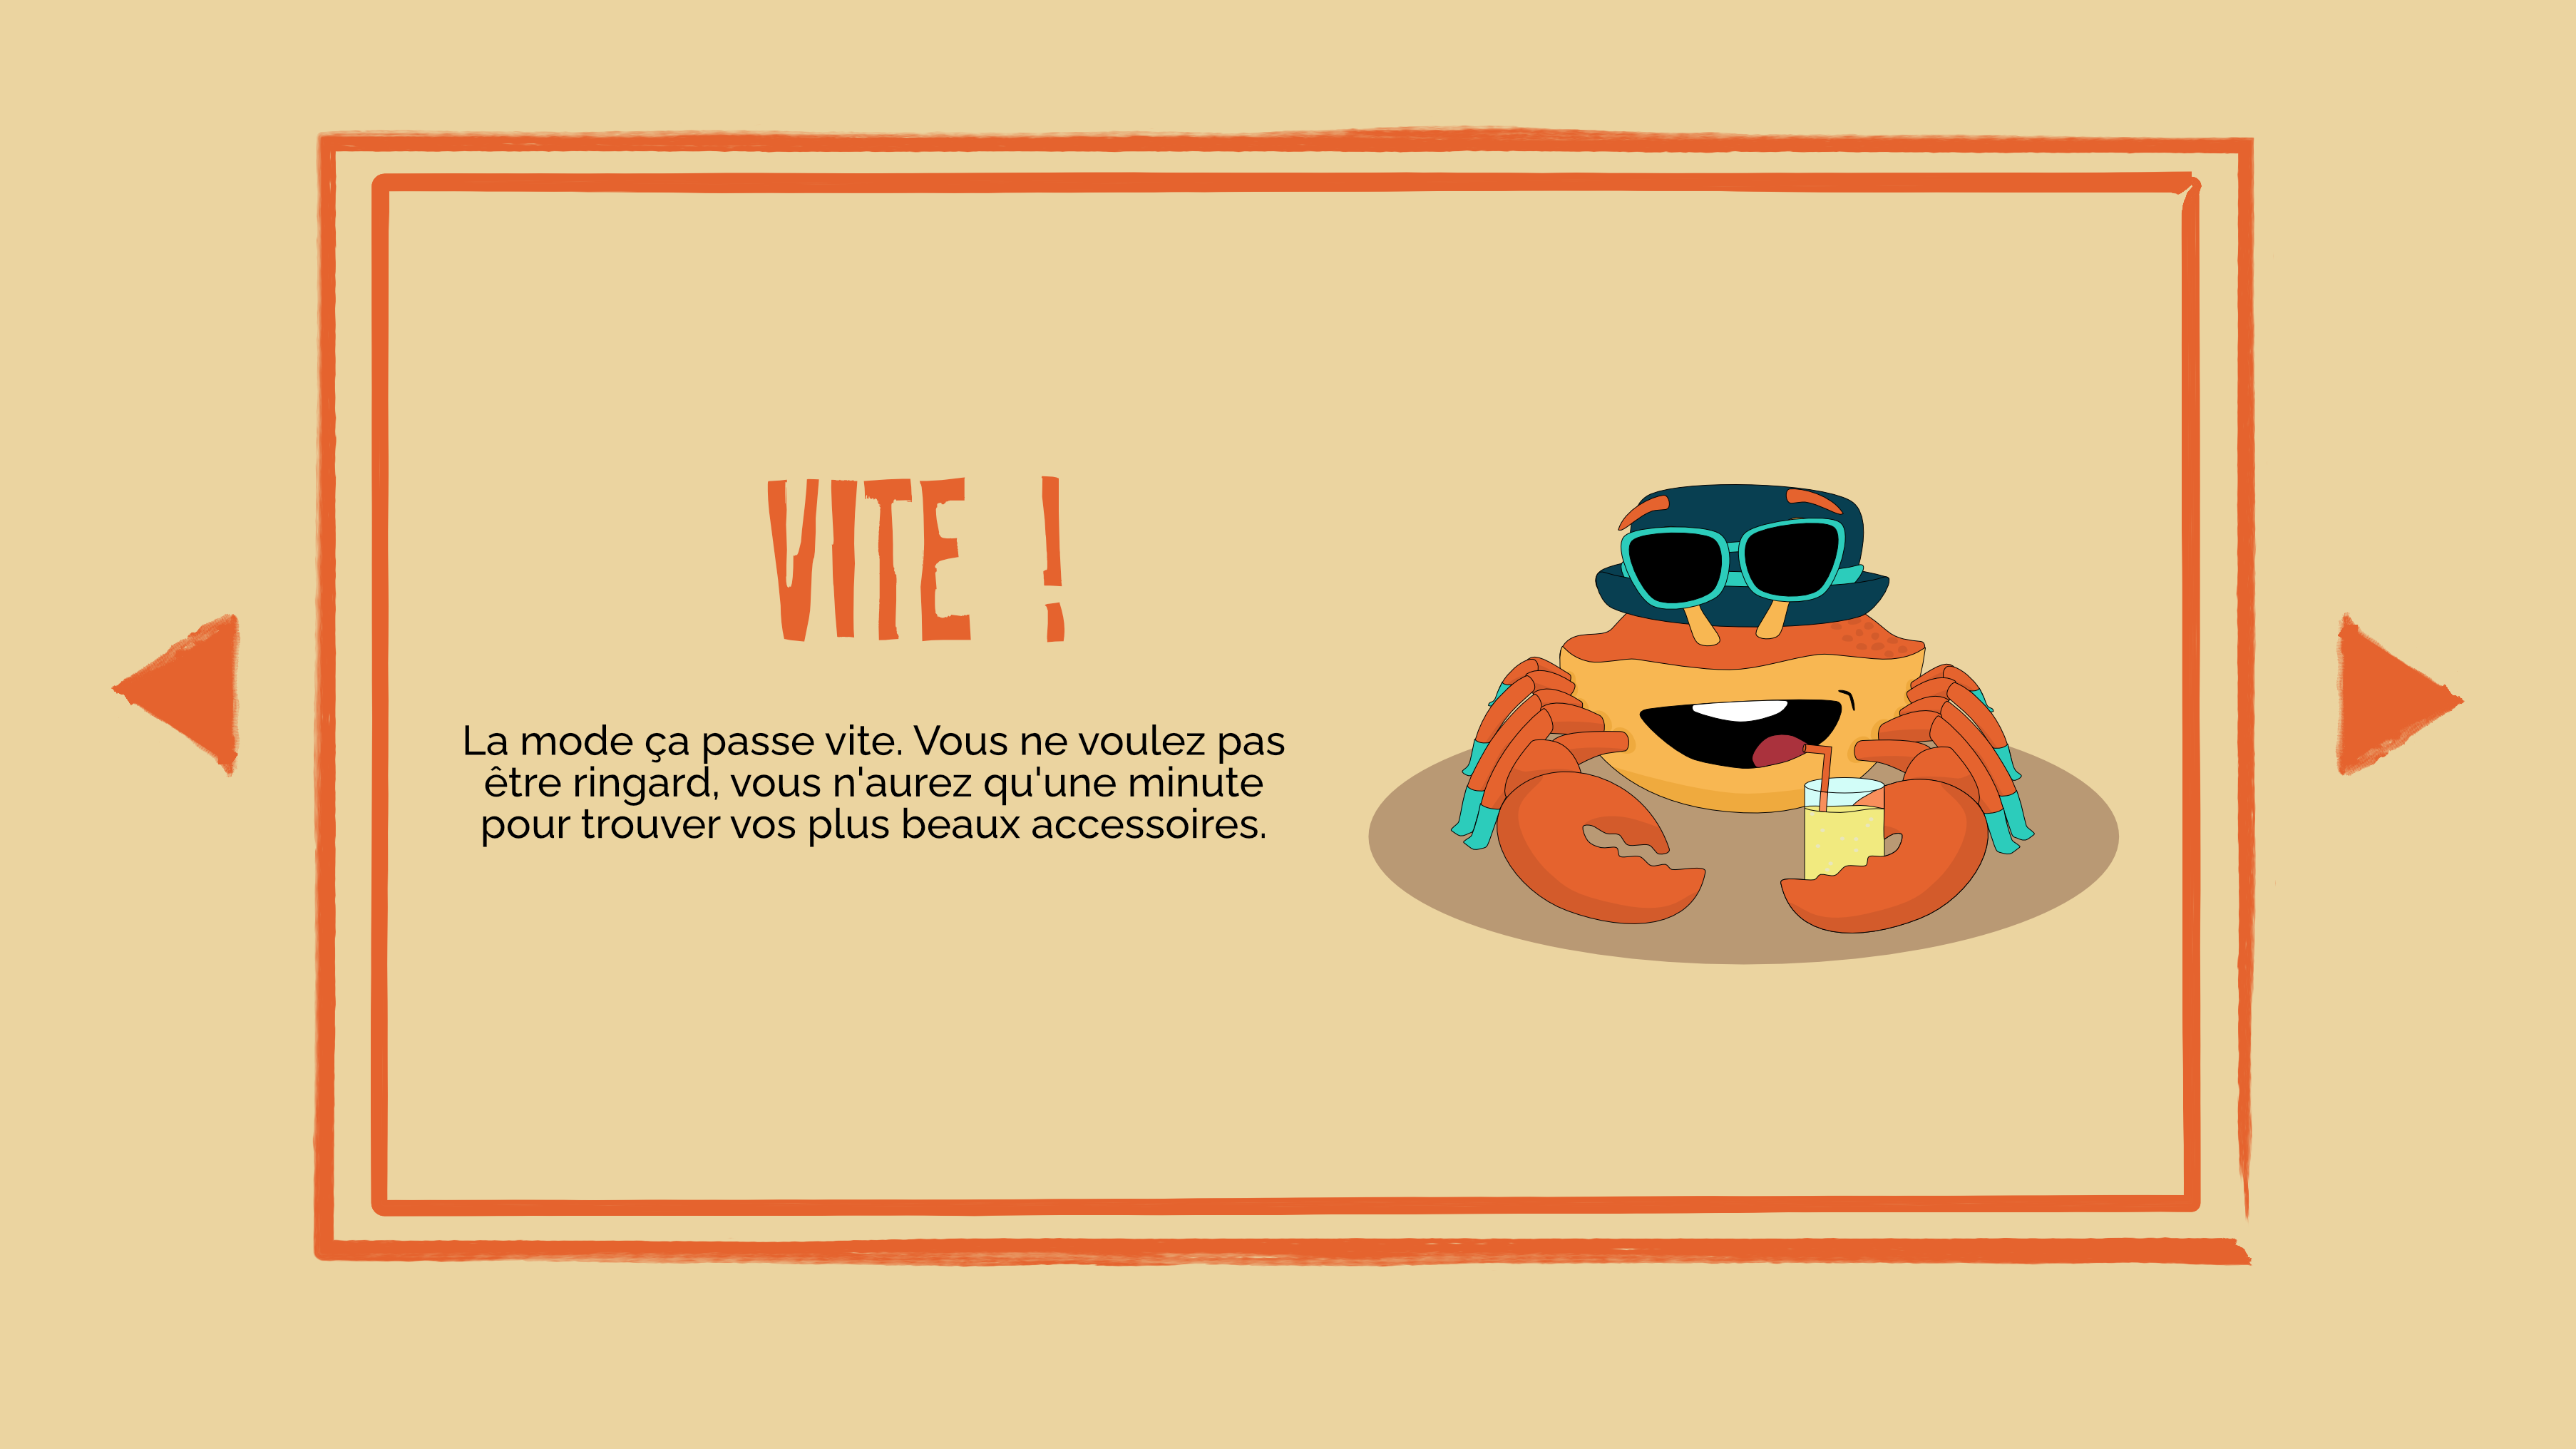 VITE !
La mode ça passe vite. Vous ne voulez pas
être ringard, vous n'aurez qu'une minute
pour trouver vos plus beaux accessoires.